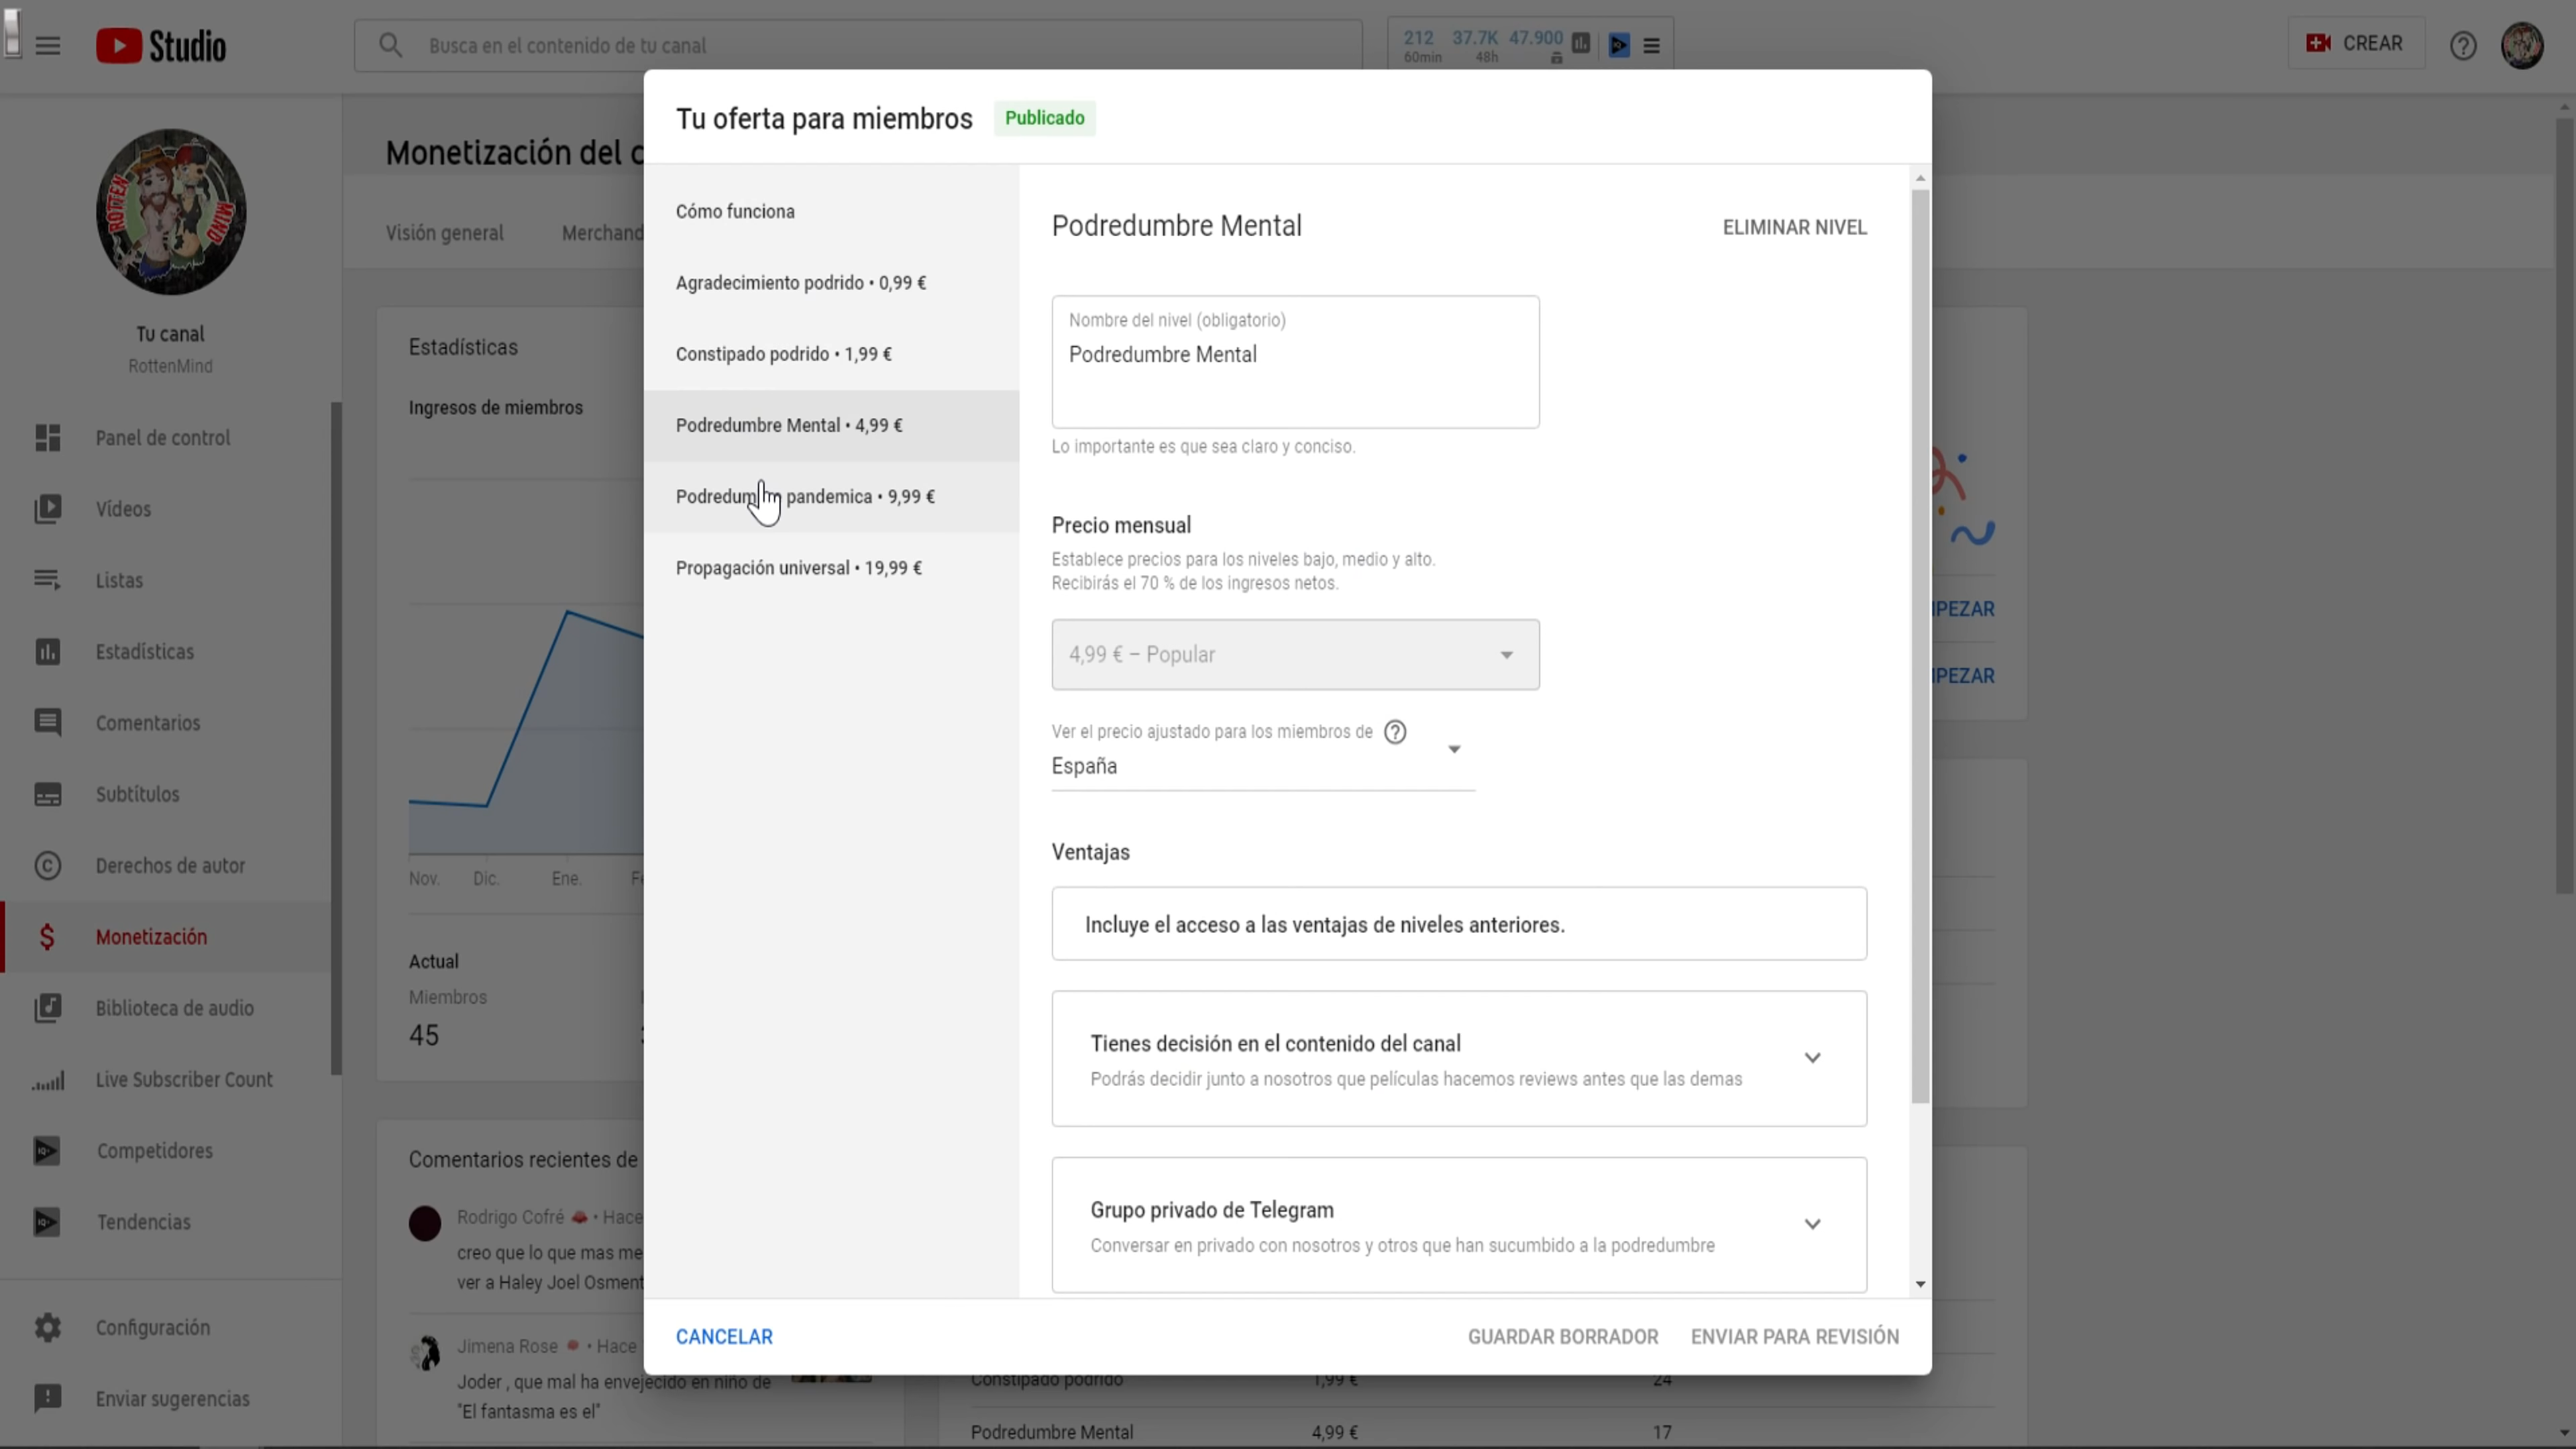 Studio
Busca en el contenido de tu canal
212 37.7K 47.900
60min 48h
CREAR
ROTTEN MIND
Tu canal
RottenMind
Panel de control
Vídeos
Listas
Estadísticas
Comentarios
Subtítulos
Derechos de autor
Monetización
Biblioteca de audio
Live Subscriber Count
Competidores
Tendencias
Configuración
Enviar sugerencias
Monetización del c
Visión general Merchand
Estadísticas
Ingresos de miembros
Nov. Dic. Ene. Fe
Actual
Miembros
45
Comentarios recientes de
Rodrigo Cofré • Hace
creo que lo que mas me
ver a Haley Joel Osment
Jimena Rose • Hace
Joder , que mal ha envejecido en niño de
"El fantasma es el"
Tu oferta para miembros Publicado
Cómo funciona
Agradecimiento podrido • 0,99 €
Constipado podrido • 1,99 €
Podredumbre Mental • 4,99 €
Podredum pandemica • 9,99 €
Propagación universal • 19,99 €
Podredumbre Mental
ELIMINAR NIVEL
Nombre del nivel (obligatorio)
Podredumbre Mental
Lo importante es que sea claro y conciso.
Precio mensual
Establece precios para los niveles bajo, medio y alto.
Recibirás el 70 % de los ingresos netos.
4,99 € – Popular
Ver el precio ajustado para los miembros de
España
Ventajas
Incluye el acceso a las ventajas de niveles anteriores.
Tienes decisión en el contenido del canal
Podrás decidir junto a nosotros que películas hacemos reviews antes que las demas
Grupo privado de Telegram
Conversar en privado con nosotros y otros que han sucumbido a la podredumbre
CANCELAR
GUARDAR BORRADOR
ENVIAR PARA REVISIÓN
PEZAR
PEZAR
Constipado podrido 1,99 € 24
Podredumbre Mental 4,99 € 17